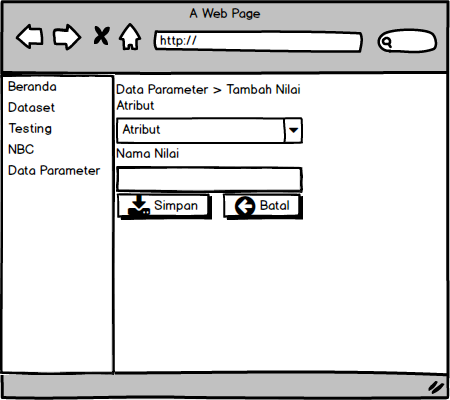 A Web Page
http://
Beranda
Dataset
Testing
NBC
Data Parameter
Data Parameter > Tambah Nilai
Atribut
Atribut
Nama Nilai
Simpan
Batal